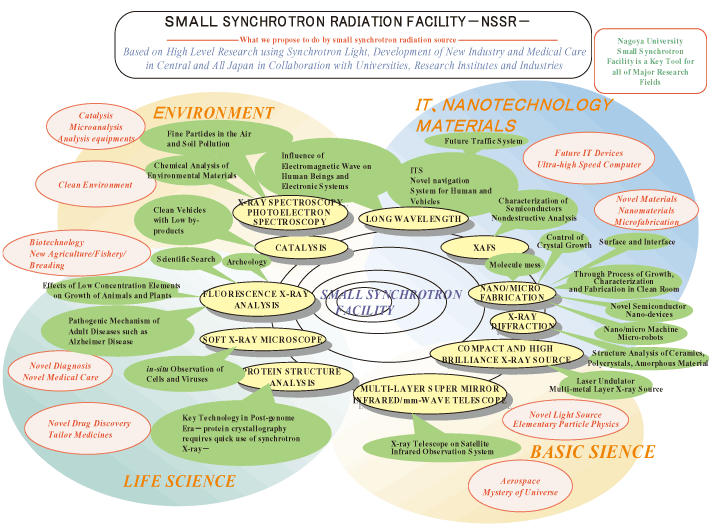 SMALL SYNCHROTRON RADIATION FACILITY－NSSR－
What we propose to do by small synchrotron radiation source
Based on High Level Research using Synchrotron Light, Development of New Industry and Medical Care
in Central and All Japan in Collaboration with Universities, Research Institutes and Industries
Nagoya University
Small Synchrotron
Facility is a Key Tool for
all of Major Research
Fields
ENVIRONMENT
IT、NANOTECHNOLOGY
MATERIALS
Catalysis
Microanalysis
Analysis equipments
Fine Particles in the Air
and Soil Pollution
Future Traffic System
Chemical Analysis of
Environmental Materials
Influence of
Electromagnetic Wave on
Human Beings and
Electronic Systems
ITS
Novel navigation
System for Human and
Vehicles
Future IT Devices
Ultra-high Speed Computer
Clean Environment
Clean Vehicles
with Low by-
products
X-RAY SPECTROSCOPY
PHOTOELECTRON
SPECTROSCOPY
LONG WAVELENGTH
Characterization of
Semiconductors
Nondestructive Analysis
Novel Materials
Nanomaterials
Microfabrication
Biotechnology
New Agriculture/Fishery/
Breading
CATALYSIS
XAFS
Control of
Crystal Growth
Surface and Interface
Scientific Search
Archeology
Molecule mess
Through Process of Growth,
Characterization
and Fabrication in Clean Room
Effects of Low Concentration Elements
on Growth of Animals and Plants
FLUORESCENCE X-RAY
ANALYSIS
SMALL SYNCHROTRON
FACILITY
NANO/MICRO
FABRICATION
Novel Semiconductor
Nano-devices
Pathogenic Mechanism of
Adult Diseases such as
Alzheimer Disease
X-RAY
DIFFRACTION
Nano/micro Machine
Micro-robots
SOFT X-RAY MICROSCOPE
COMPACT AND HIGH
BRILLIANCE X-RAY SOURCE
Structure Analysis of Ceramics,
Polycrystals, Amorphous Material
Novel Diagnosis
Novel Medical Care
in-situ Observation of
Cells and Viruses
PROTEIN STRUCTURE
ANALYSIS
MULTI-LAYER SUPER MIRROR
INFRARED/mm-WAVE TELESCOPE
Laser Undulator
Multi-metal Layer X-ray Source
Novel Drug Discovery
Tailor Medicines
Key Technology in Post-genome
Era－protein crystallography
requires quick use of synchrotron
X-ray－
Novel Light Source
Elementary Particle Physics
X-ray Telescope on Satellite
Infrared Observation System
BASIC SIENCE
LIFE SCIENCE
Aerospace
Mystery of Universe